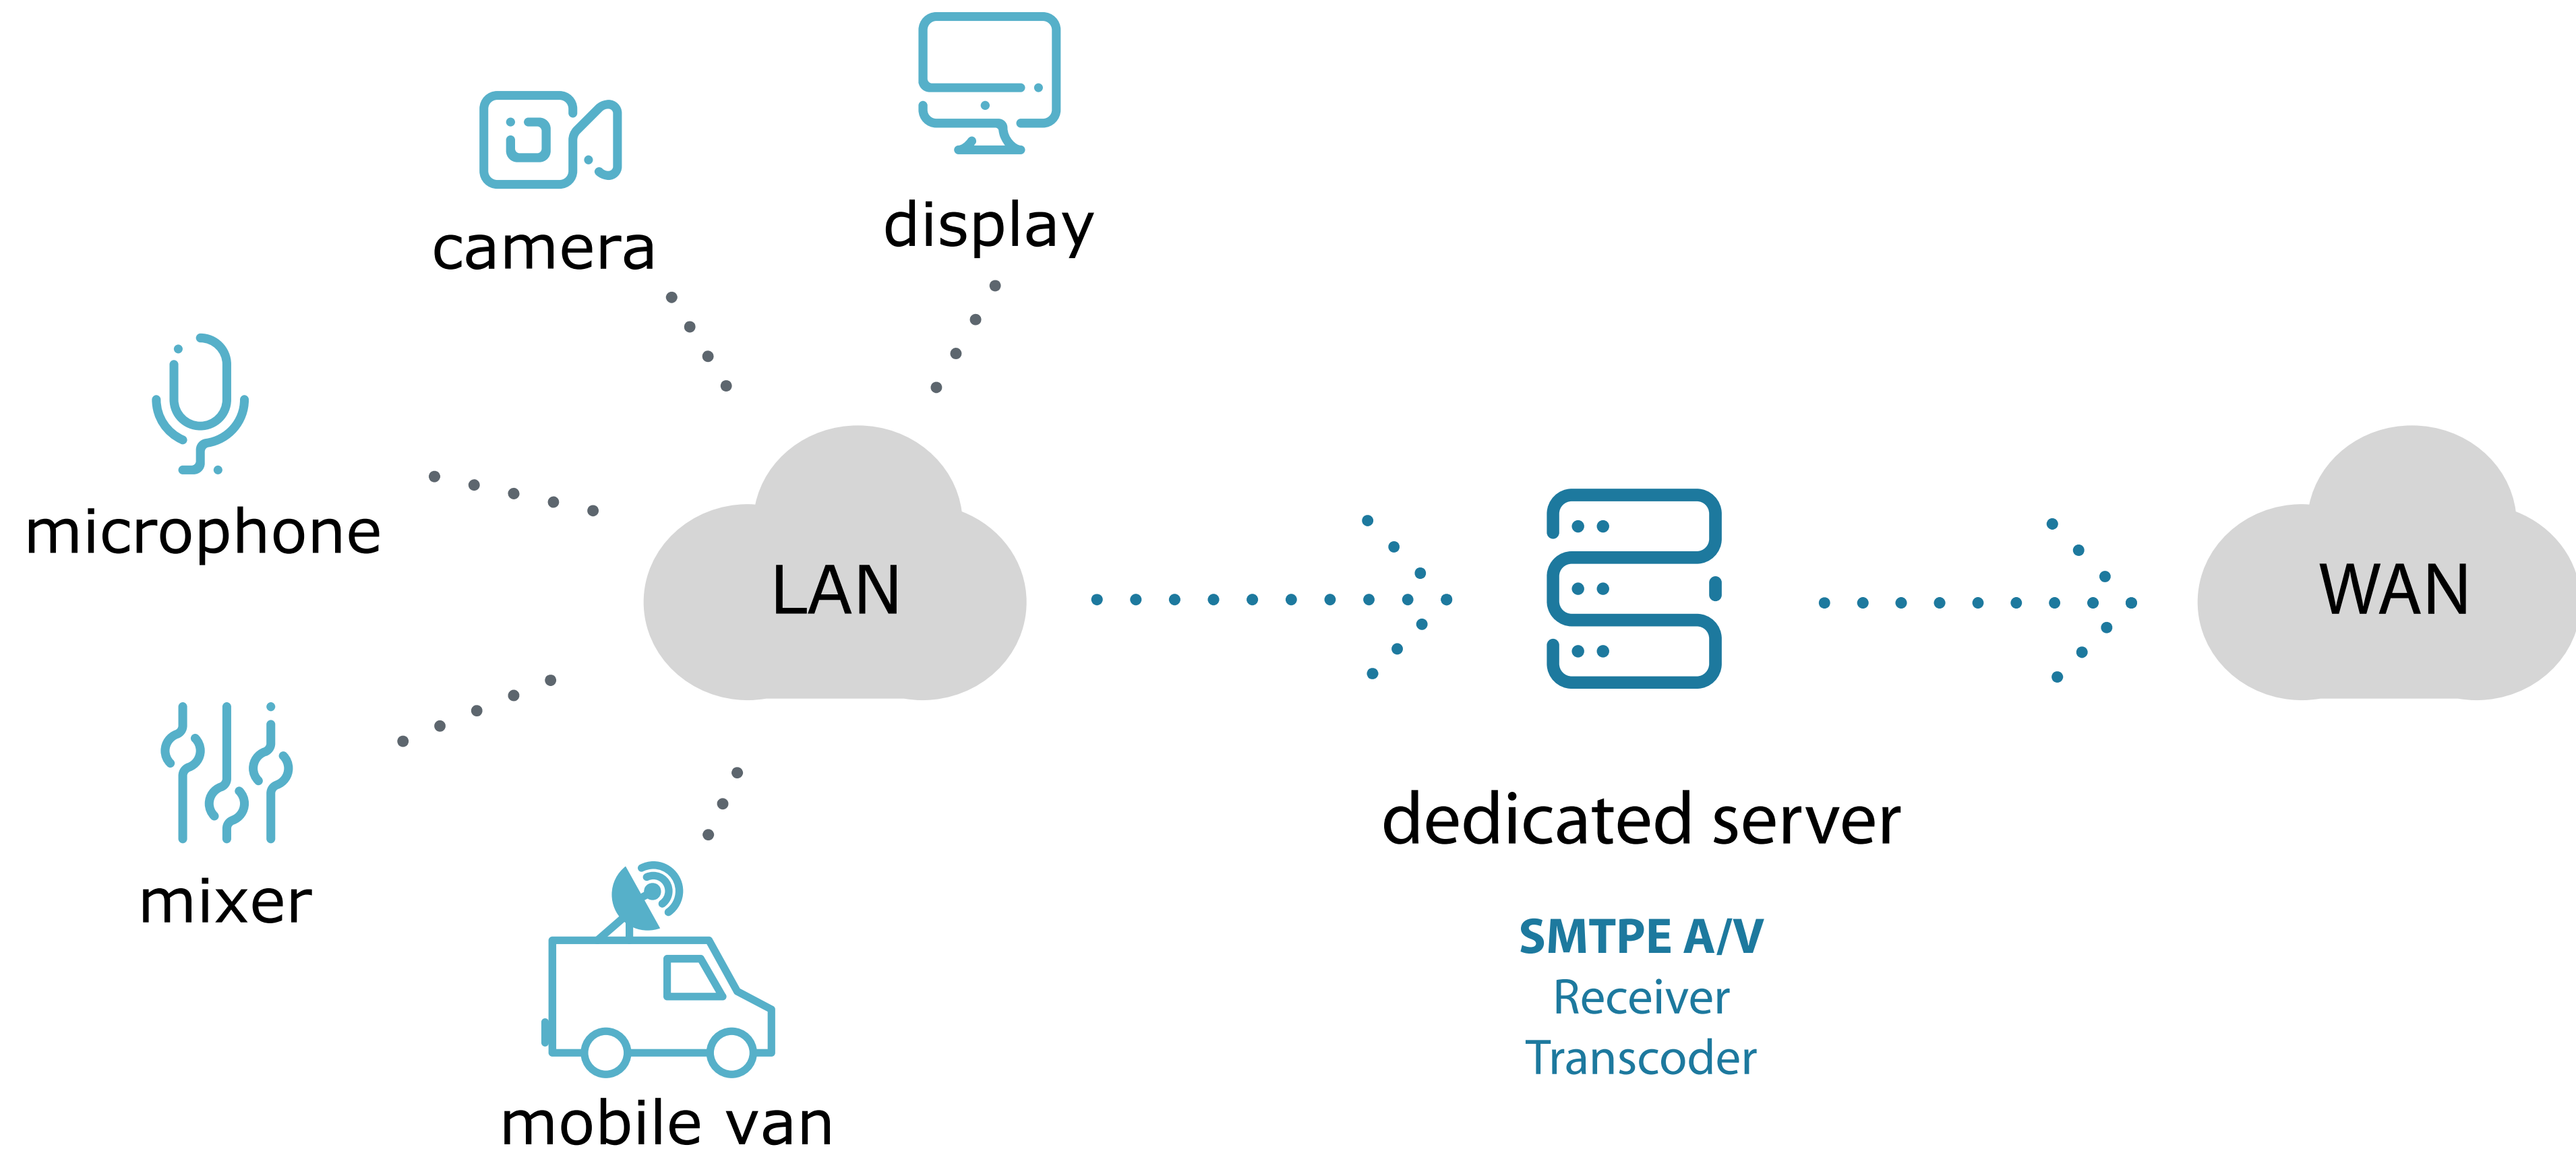 display
camera
microphone
LAN
WAN
dedicated server
mixer
SMTPE A/V
Receiver
Transcoder
mobile van